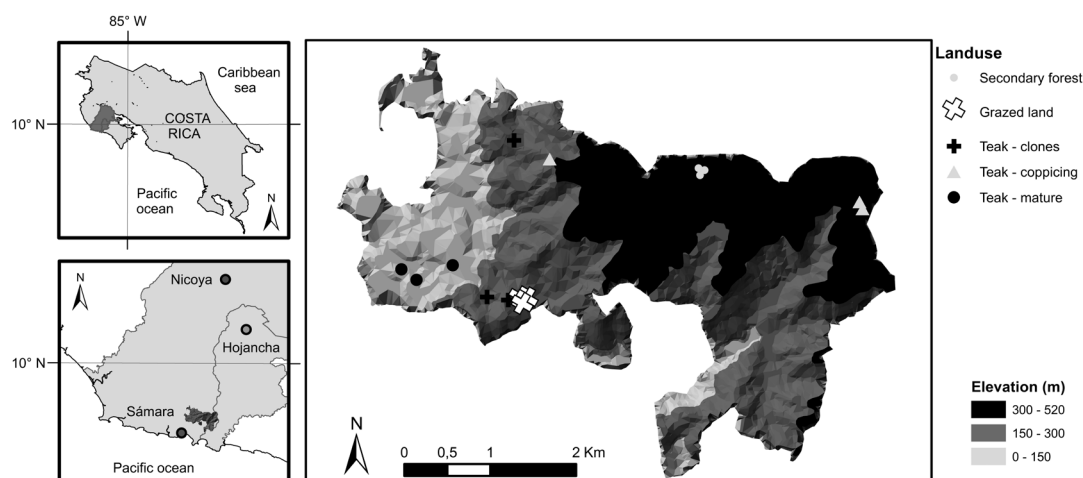 85° W
Caribbean
sea
10° N
COSTA
RICA
Pacific
ocean
N
N
Nicoya
Hojancha
10° N
Sámara
Pacific ocean
N
0 0,5 1 2 Km
Landuse
Secondary forest
Grazed land
Teak - clones
Teak - coppicing
Teak - mature
Elevation (m)
300 - 520
150 - 300
0 - 150